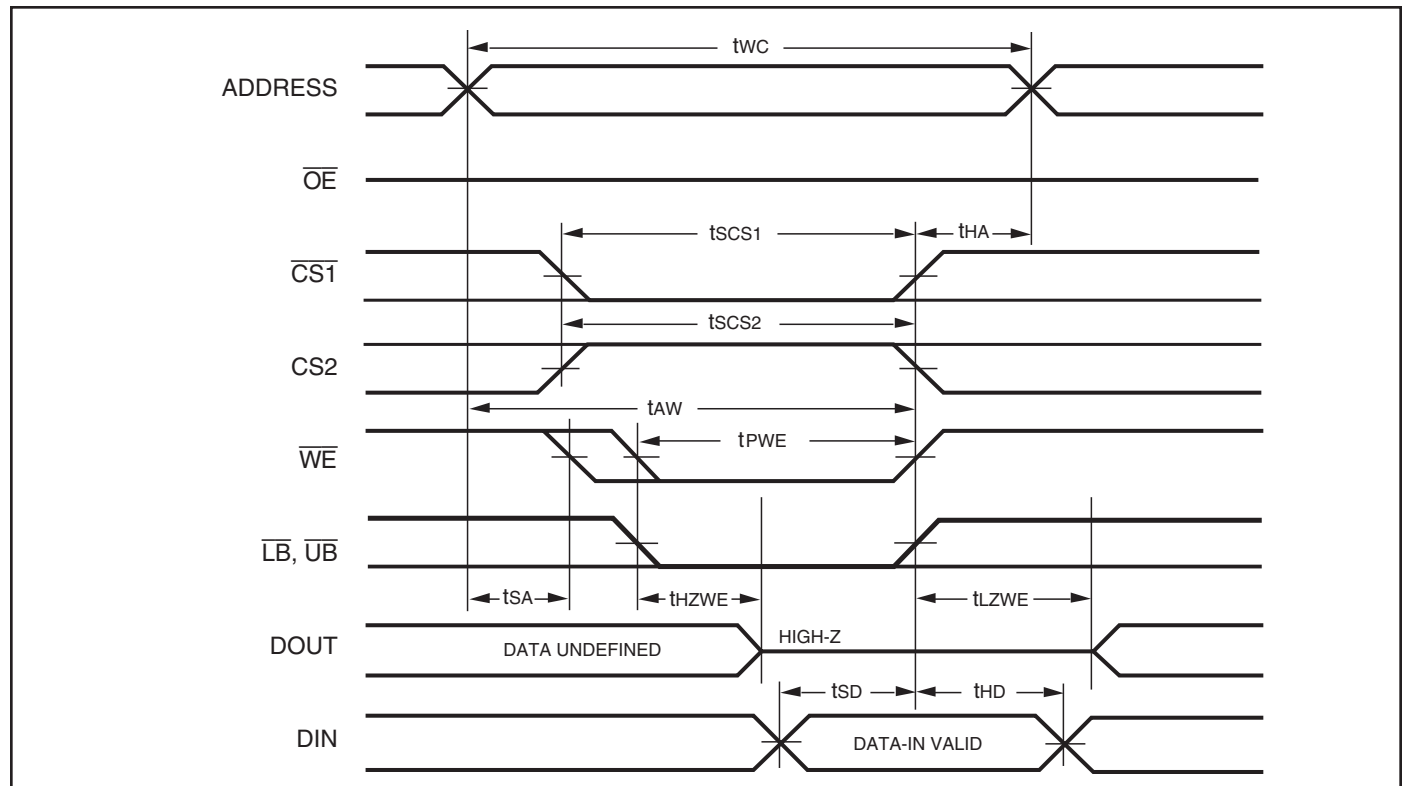 tWC
ADDRESS
OE
tSCS1
tHA
CS1
tSCS2
CS2
tAW
tPWE
WE
LB, UB
tSA
tHZWE
tLZWE
DOUT
DATA UNDEFINED
HIGH-Z
tSD
tHD
DIN
DATA-IN VALID